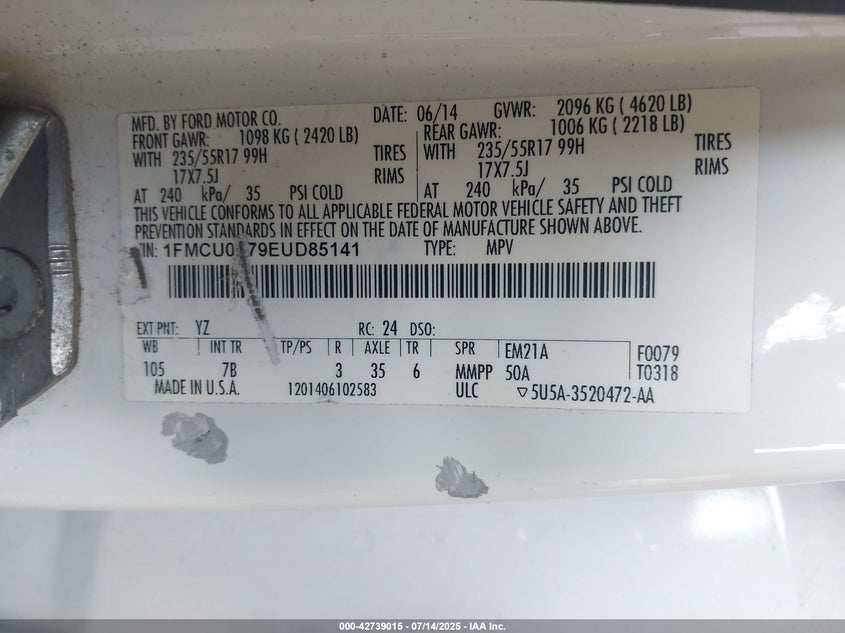 MFD. BY FORD MOTOR CO. DATE: 06/14 GVWR: 2096 KG ( 4620 LB)
FRONT GAWR: 1098 KG ( 2420 LB) REAR GAWR: 1006 KG ( 2218 LB)
WITH 235/55R17 99H TIRES WITH 235/55R17 99H TIRES
17X7.5J RIMS 17X7.5J RIMS
AT 240 kPa/ 35 PSI COLD AT 240 kPa/ 35 PSI COLD
THIS VEHICLE CONFORMS TO ALL APPLICABLE FEDERAL MOTOR VEHICLE SAFETY AND THEFT
PREVENTION STANDARDS IN EFFECT ON THE DATE OF MANUFACTURE SHOWN ABOVE.
TYPE: MPV
EXT PNT: YZ RC: 24 DSO:
WB INT TR TP/PS R AXLE TR SPR EM21A F0079
105 7B 3 35 6 MMPP 50A T0318
MADE IN U.S.A. 1201406102583 ULC ▽5U5A-3520472-AA
000-42739015 - 07/14/2025 - IAA Inc.